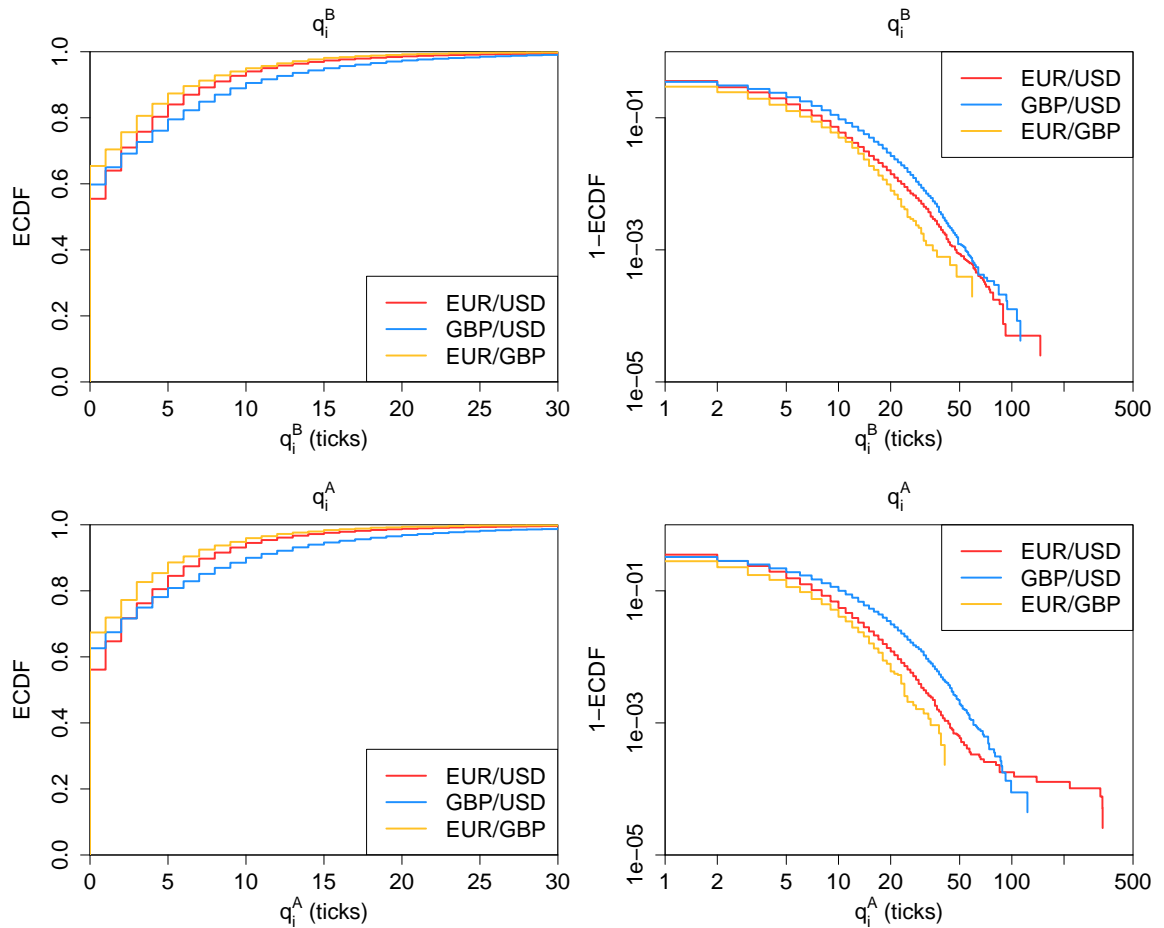 q_i^B
ECDF
1.0
0.8
0.6
0.4
0.2
0.0
EUR/USD
GBP/USD
EUR/GBP
0 5 10 15 20 25 30
q_i^B (ticks)
q_i^B
1−ECDF
1e−01
1e−03
1e−05
EUR/USD
GBP/USD
EUR/GBP
1 2 5 10 20 50 100 500
q_i^B (ticks)
q_i^A
ECDF
1.0
0.8
0.6
0.4
0.2
0.0
EUR/USD
GBP/USD
EUR/GBP
0 5 10 15 20 25 30
q_i^A (ticks)
q_i^A
1−ECDF
1e−01
1e−03
1e−05
EUR/USD
GBP/USD
EUR/GBP
1 2 5 10 20 50 100 500
q_i^A (ticks)